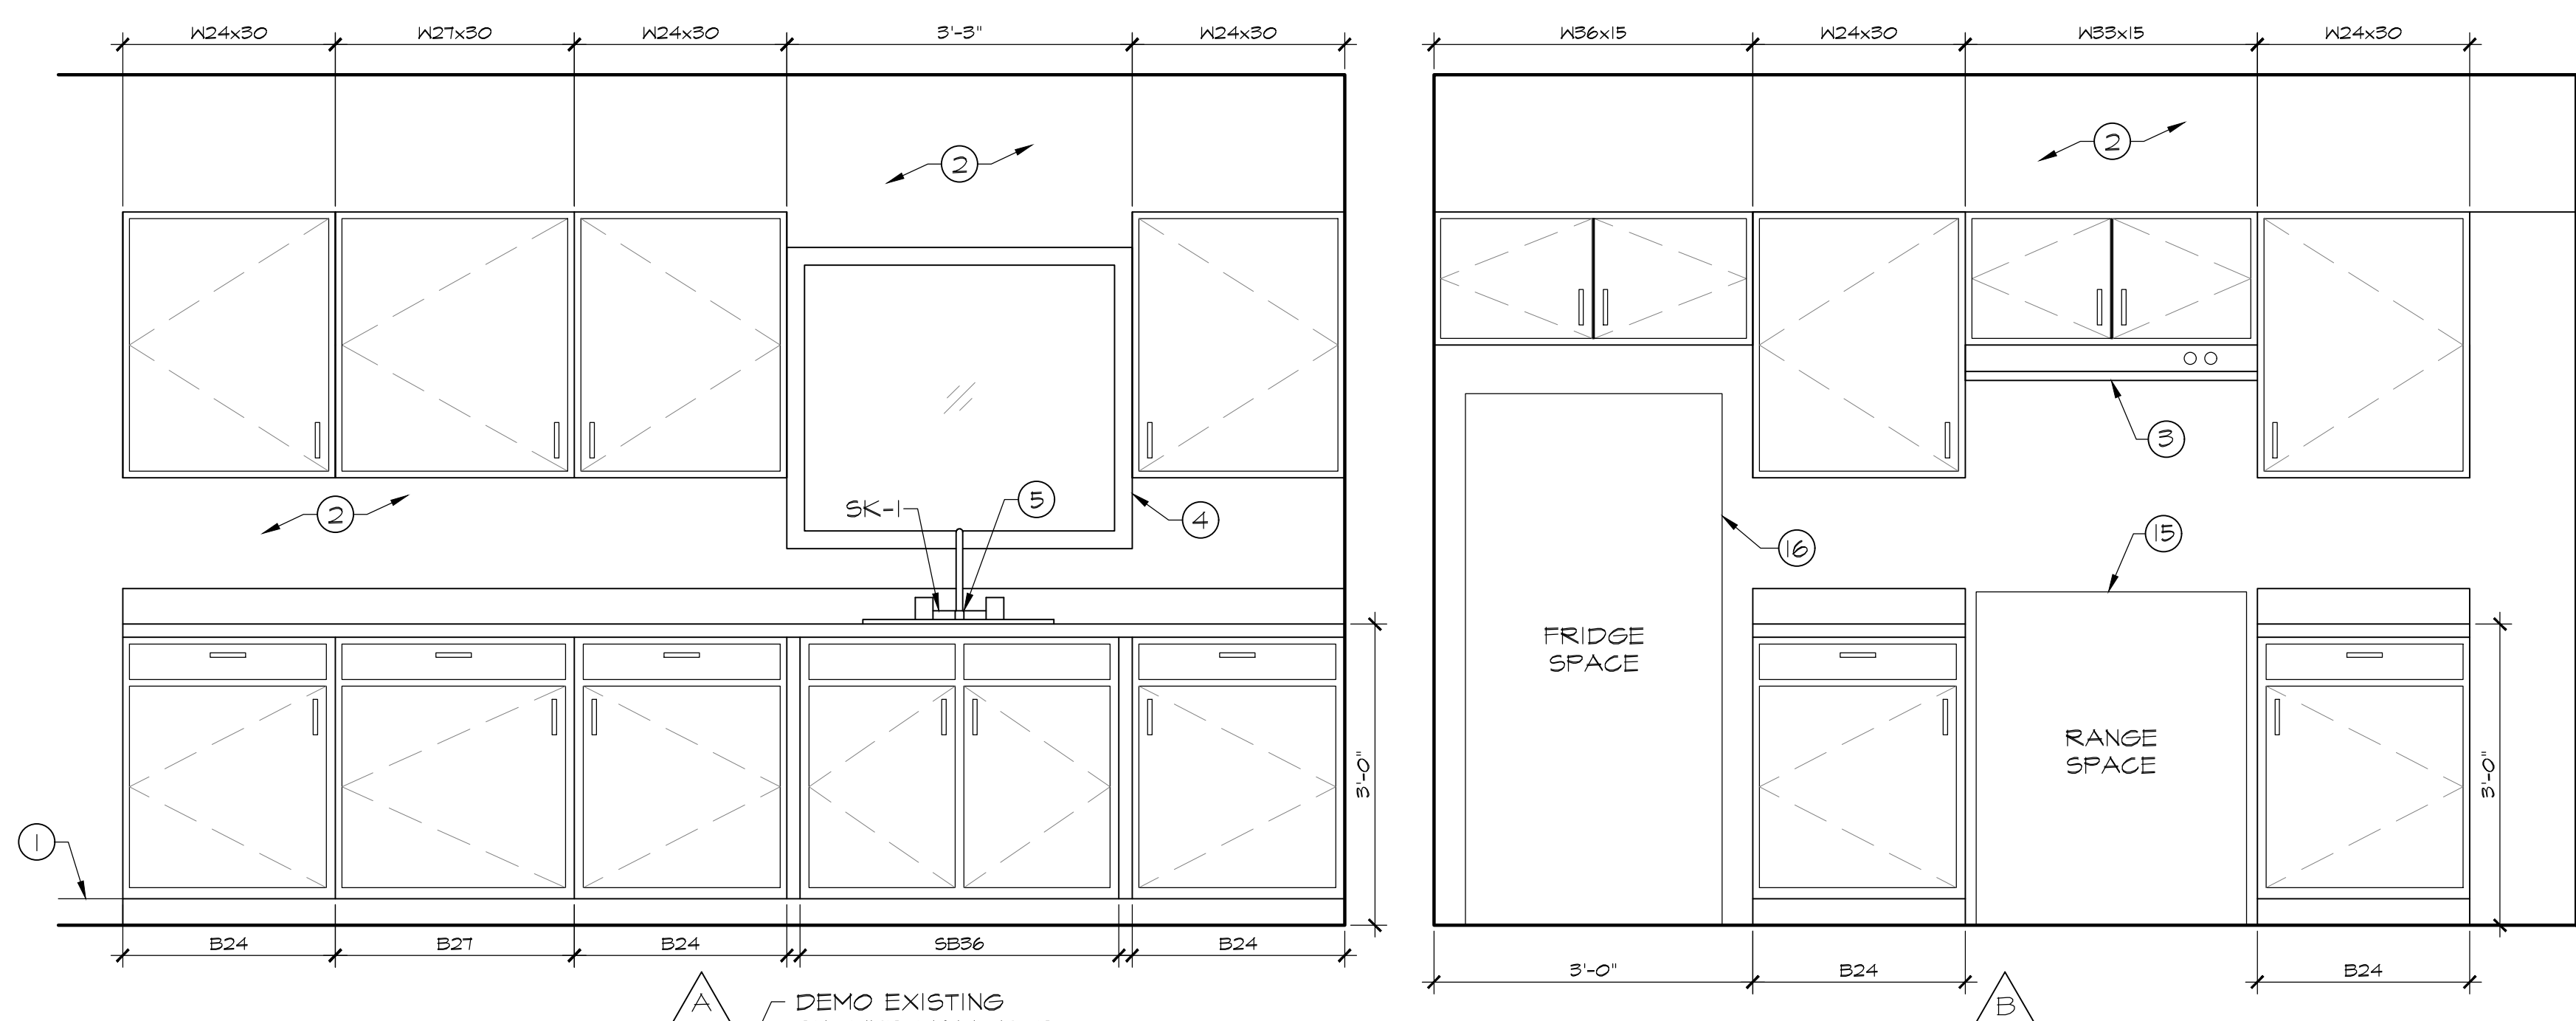 W24x30 W27x30 W24x30 3'-3" W24x30 W36x15 W24x30 W33x15 W24x30
2
2
3
SK-1 5
2 4
15
16
FRIDGE
SPACE
RANGE
SPACE
3'-0" 3'-0"
1
B24 B27 B24 SB36 B24
3'-0" B24 B24
A DEMO EXISTING
B